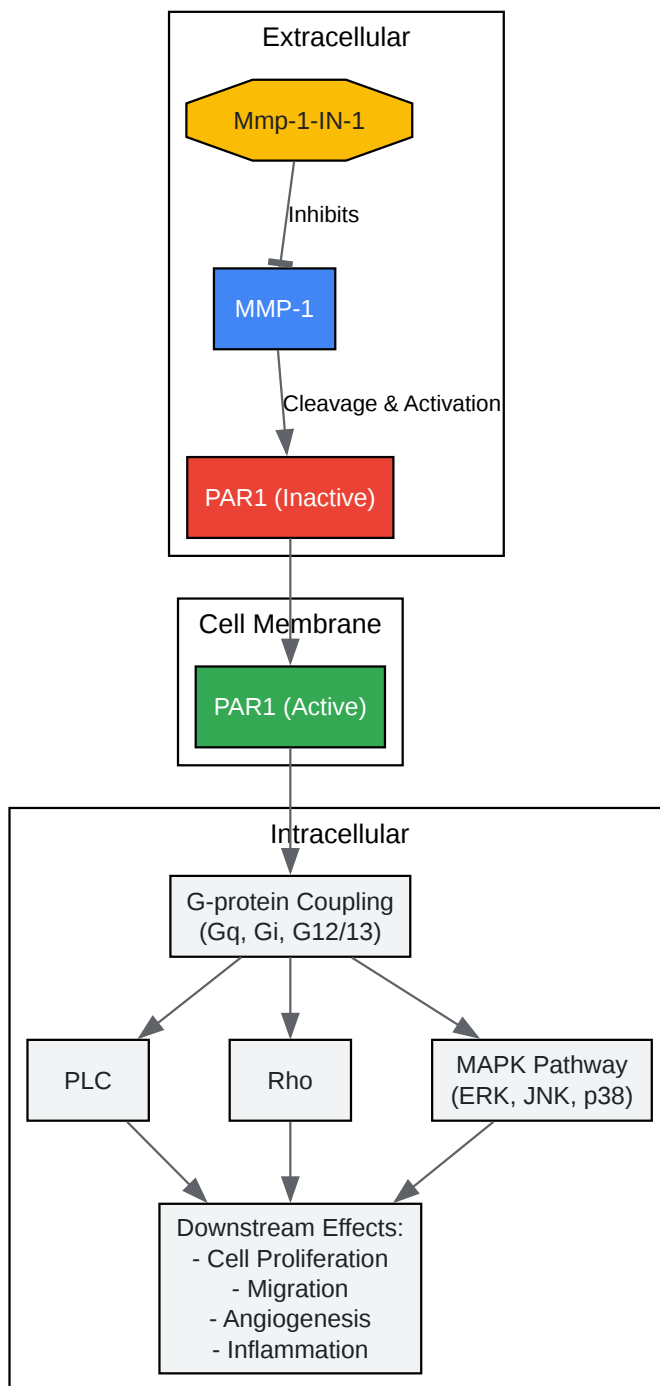 Extracellular
Mmp-1-IN-1
Inhibits
MMP-1
Cleavage & Activation
PAR1 (Inactive)
Cell Membrane
PAR1 (Active)
Intracellular
G-protein Coupling
(Gq, Gi, G12/13)
PLC
Rho
MAPK Pathway
(ERK, JNK, p38)
Downstream Effects:
- Cell Proliferation
- Migration
- Angiogenesis
- Inflammation